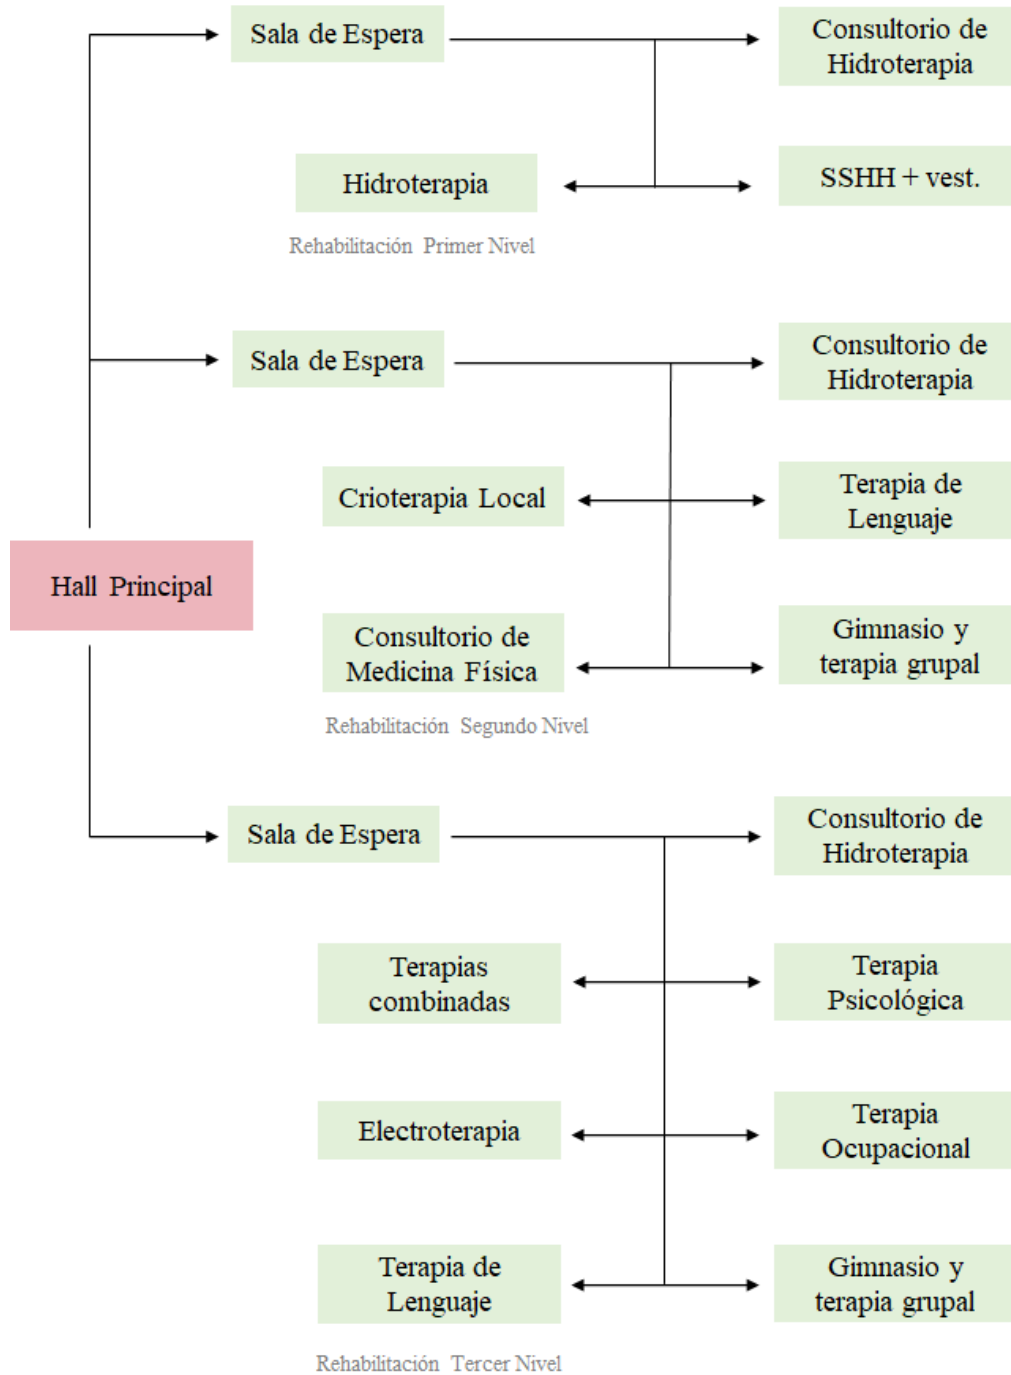 Sala de Espera
Consultorio de
Hidroterapia
Hidroterapia
SSHH + vest.
Rehabilitación Primer Nivel
Sala de Espera
Consultorio de
Hidroterapia
Crioterapia Local
Terapia de
Lenguaje
Hall Principal
Consultorio de
Medicina Física
Gimnasio y
terapia grupal
Rehabilitación Segundo Nivel
Sala de Espera
Consultorio de
Hidroterapia
Terapias
combinadas
Terapia
Psicológica
Electroterapia
Terapia
Ocupacional
Terapia de
Lenguaje
Gimnasio y
terapia grupal
Rehabilitación Tercer Nivel